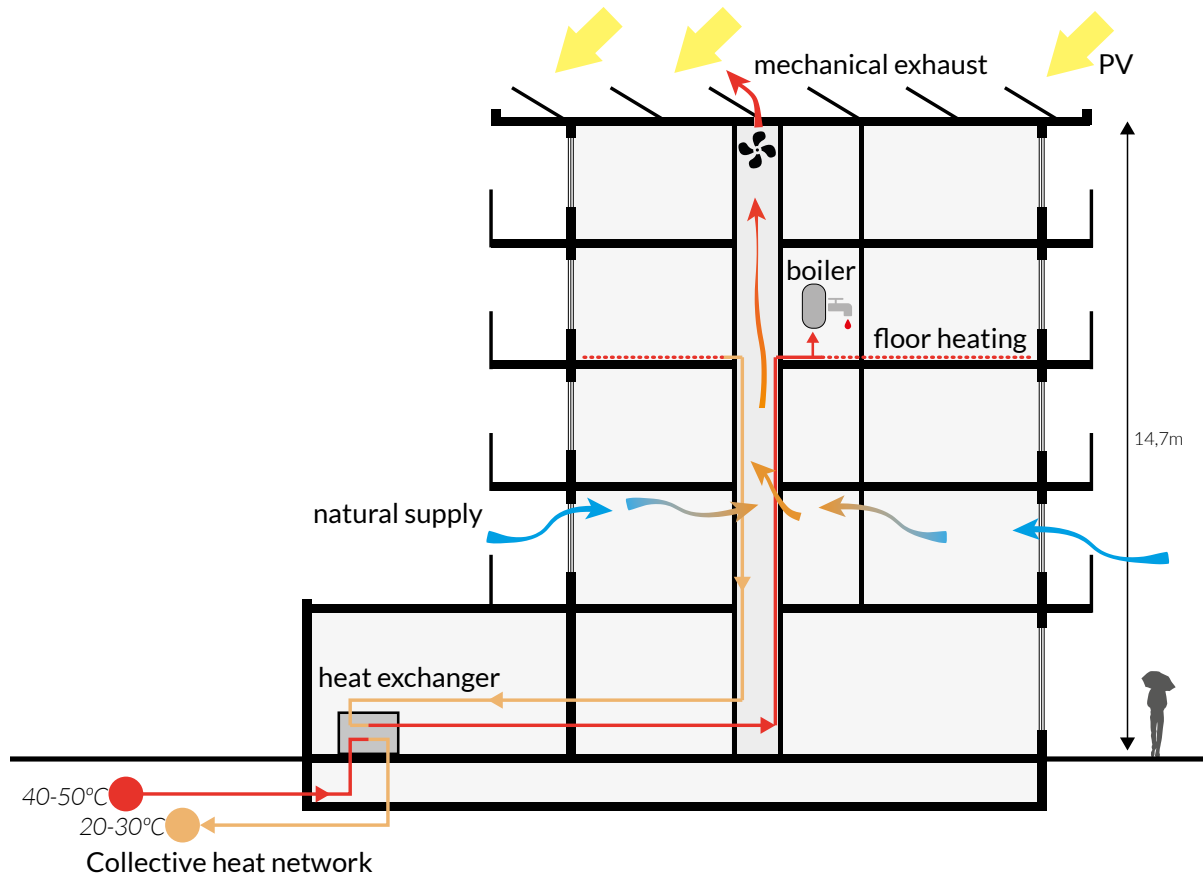 mechanical exhaust
PV
boiler
floor heating
14,7m
natural supply
heat exchanger
40-50°C
20-30°C
Collective heat network